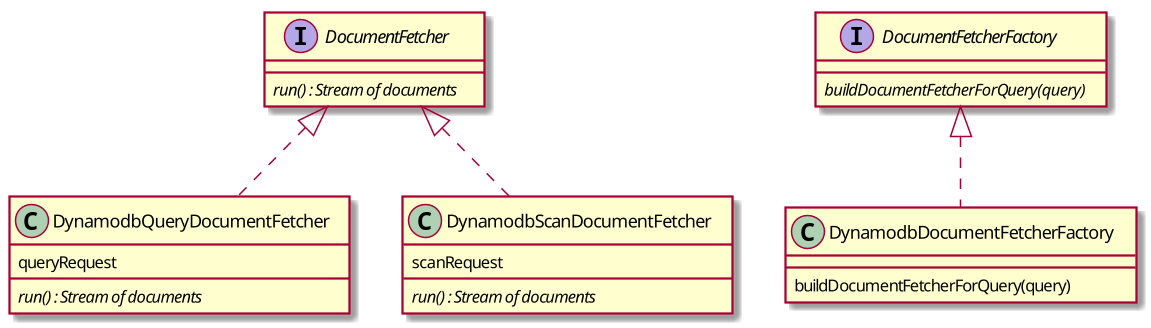 I DocumentFetcher
run() : Stream of documents
I DocumentFetcherFactory
buildDocumentFetcherForQuery(query)
C DynamodbQueryDocumentFetcher
queryRequest
run() : Stream of documents
C DynamodbScanDocumentFetcher
scanRequest
run() : Stream of documents
C DynamodbDocumentFetcherFactory
buildDocumentFetcherForQuery(query)